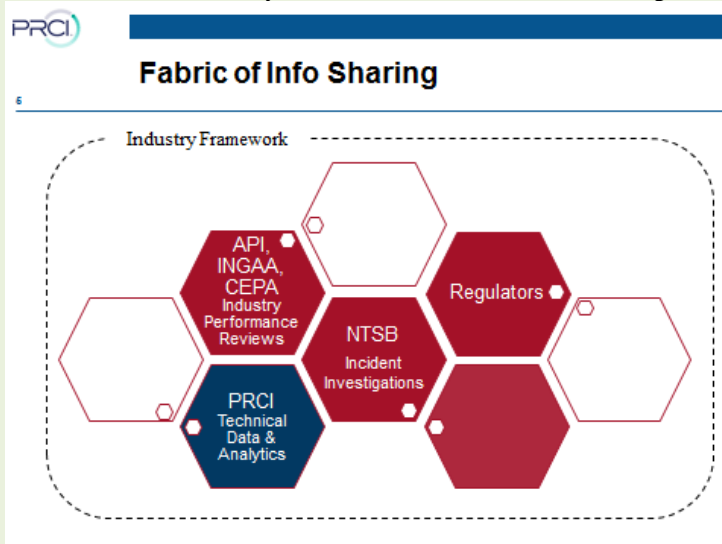 PRCI
Fabric of Info Sharing
5
Industry Framework
API,
INGAA,
CEPA
Industry
Performance
Reviews
Regulators
NTSB
Incident
Investigations
PRCI
Technical
Data &
Analytics